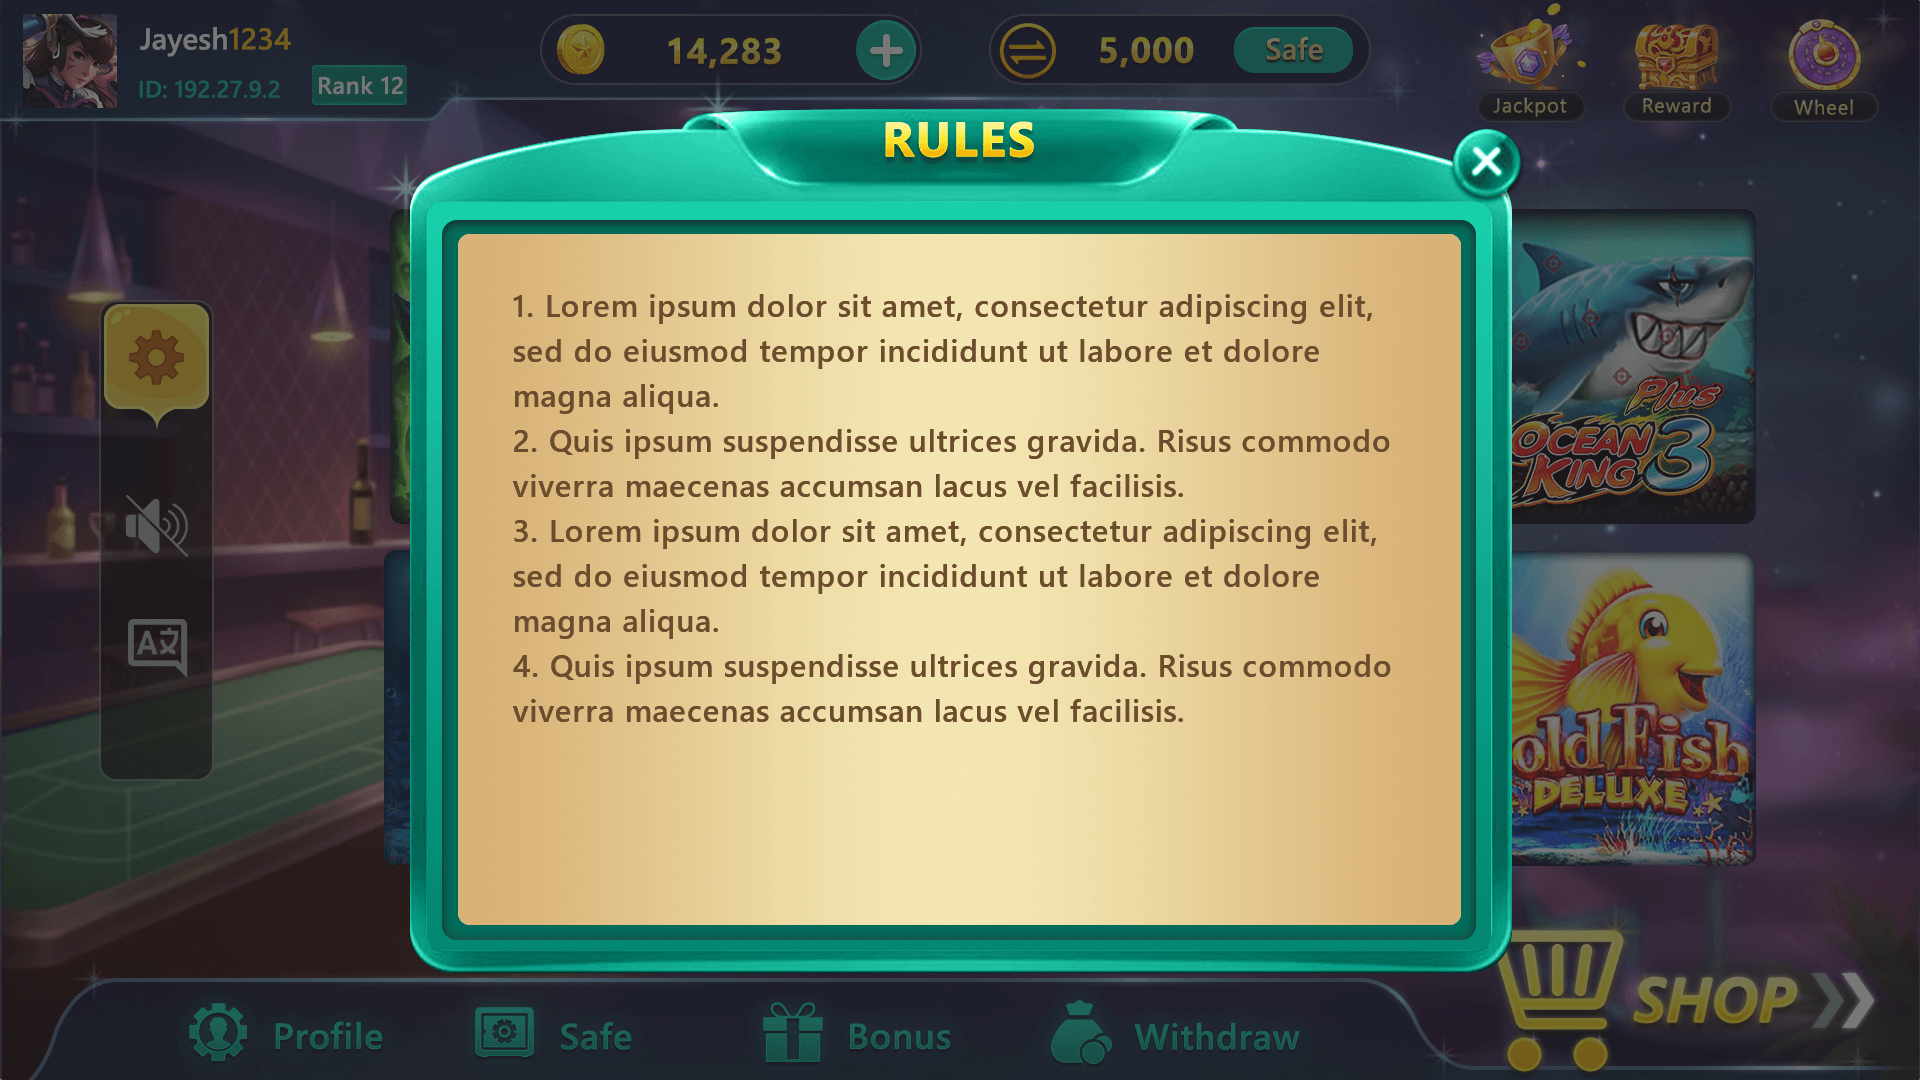 Jayesh1234
ID: 192.27.9.2
Rank 12
14,283
5,000
Safe
Jackpot
Reward
Wheel
RULES
1. Lorem ipsum dolor sit amet, consectetur adipiscing elit,
sed do eiusmod tempor incididunt ut labore et dolore
magna aliqua.
2. Quis ipsum suspendisse ultrices gravida. Risus commodo
viverra maecenas accumsan lacus vel facilisis.
3. Lorem ipsum dolor sit amet, consectetur adipiscing elit,
sed do eiusmod tempor incididunt ut labore et dolore
magna aliqua.
4. Quis ipsum suspendisse ultrices gravida. Risus commodo
viverra maecenas accumsan lacus vel facilisis.
A文
Plus
OCEAN
KING 3
old Fish
DELUXE
SHOP
Profile
Safe
Bonus
Withdraw